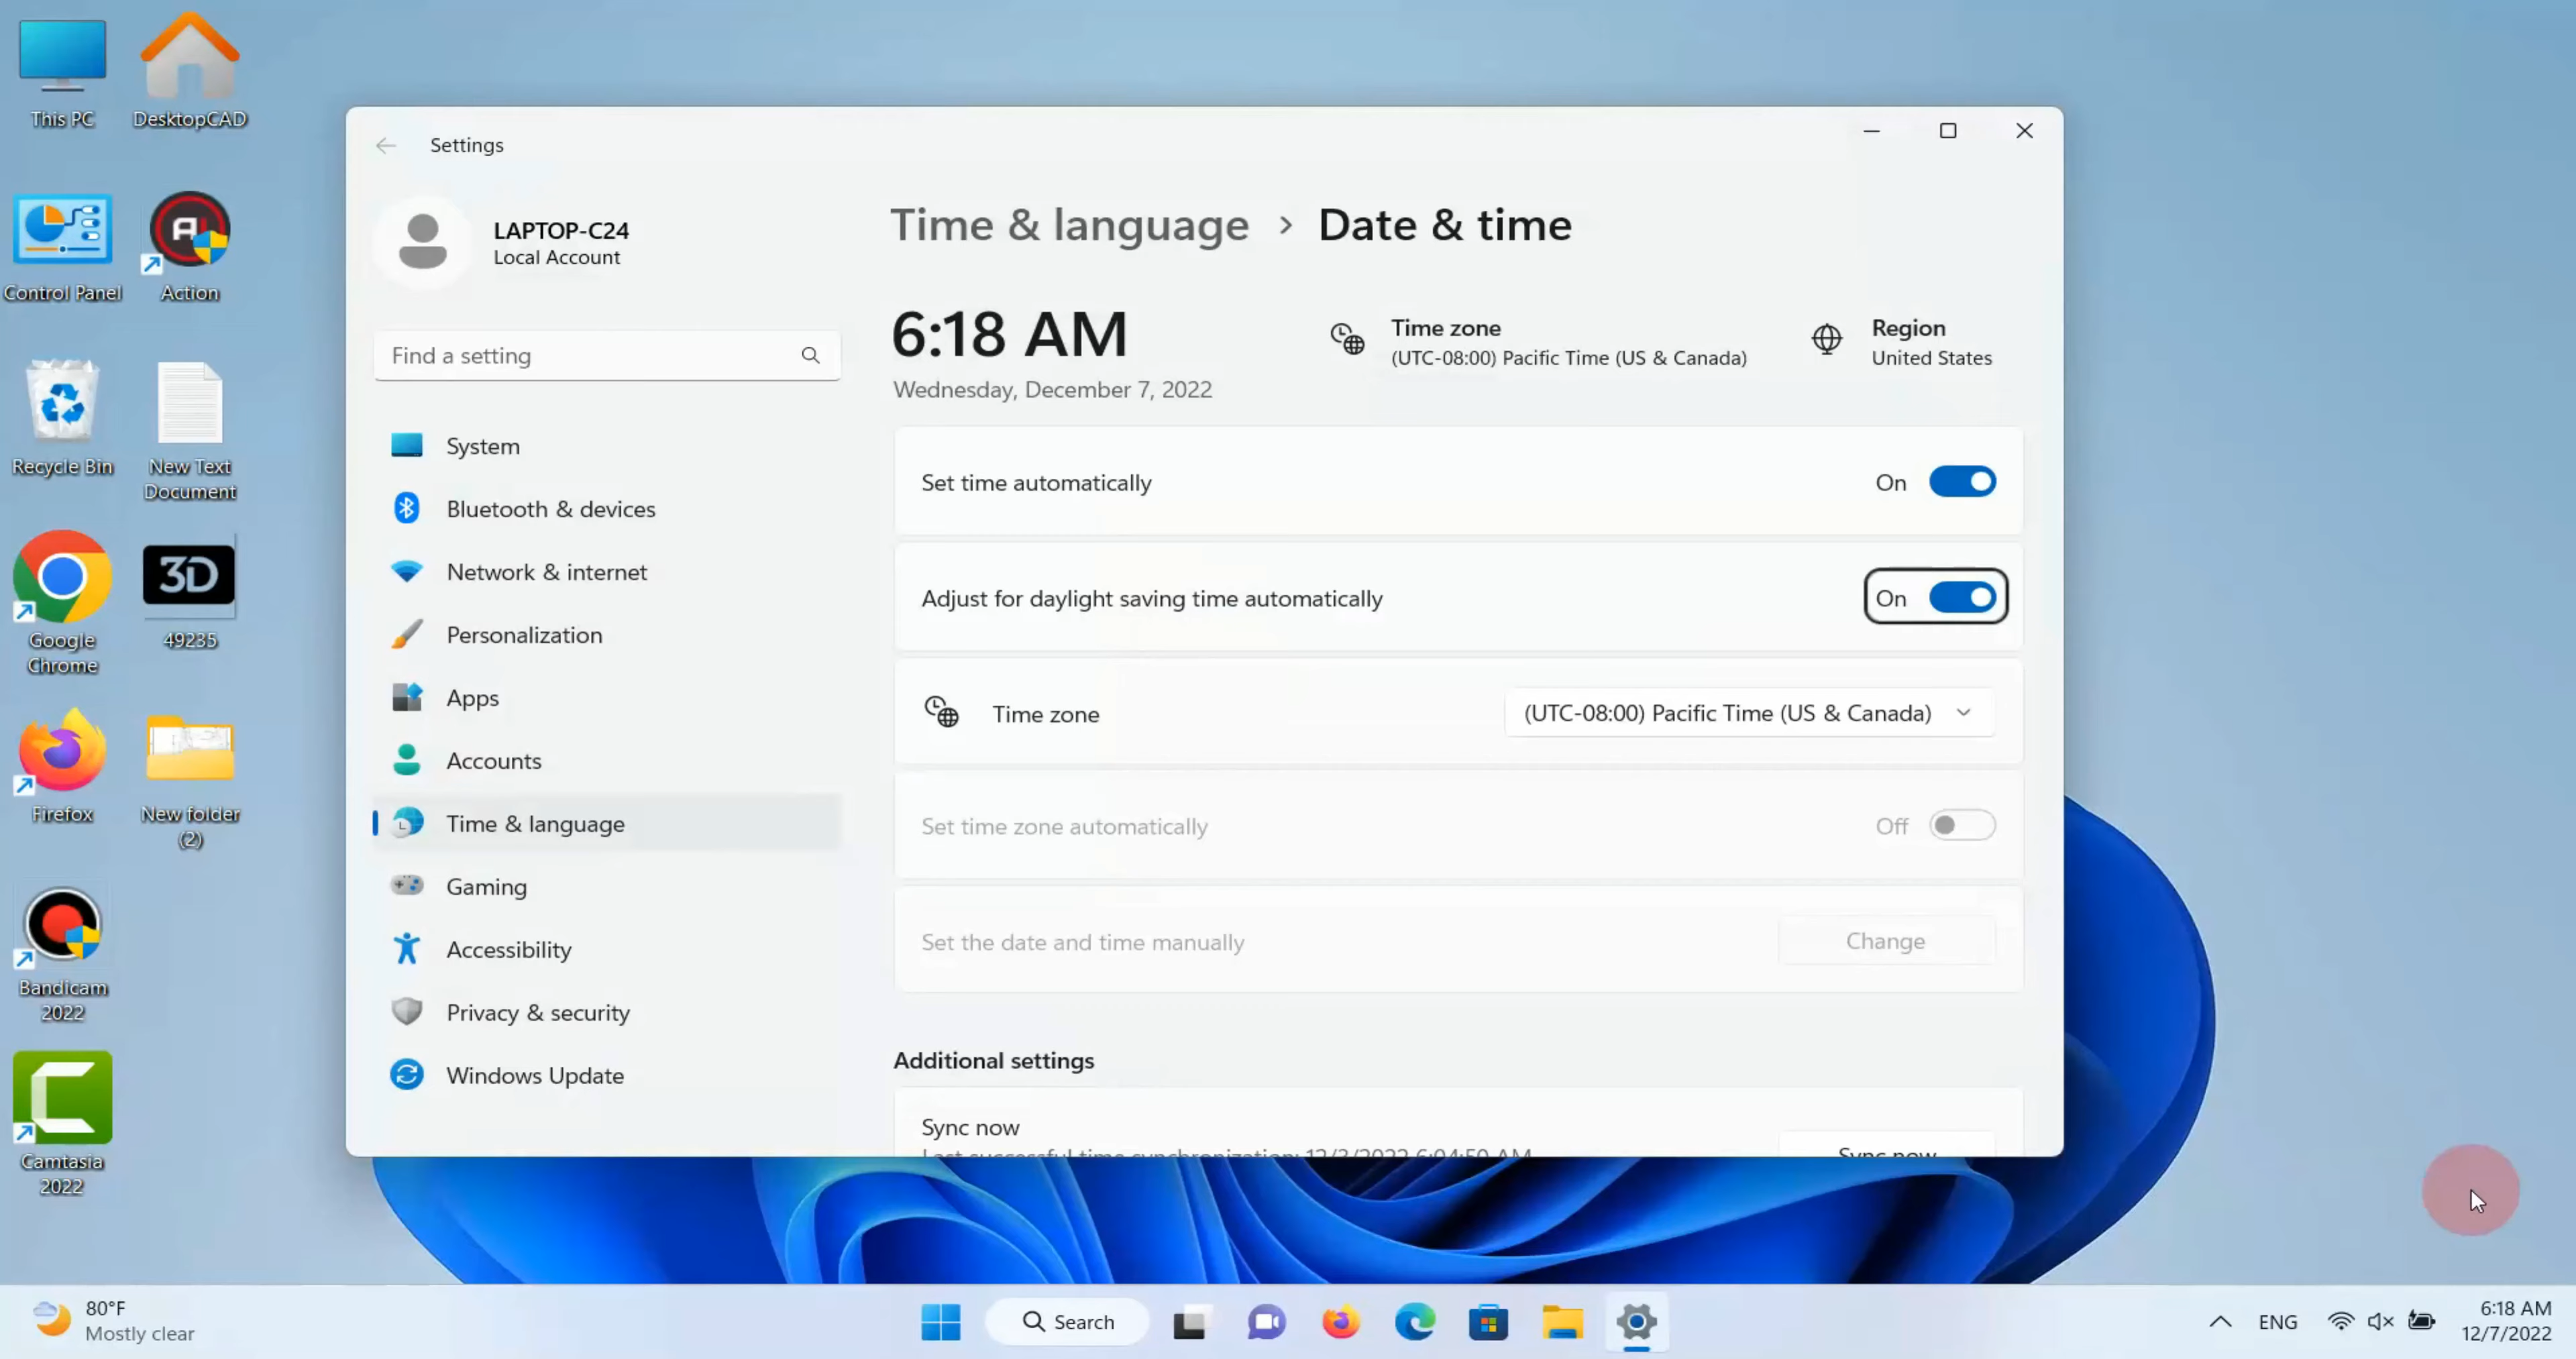 This PC
DesktopCAD
Control Panel
Action
Recycle Bin
New Text
Document
3D
Google
Chrome
49235
Firefox
New folder
(2)
Bandicam
2022
Camtasia
2022
Settings
LAPTOP-C24
Local Account
Find a setting
System
Bluetooth & devices
Network & internet
Personalization
Apps
Accounts
Time & language
Gaming
Accessibility
Privacy & security
Windows Update
Time & language > Date & time
6:18 AM
Wednesday, December 7, 2022
Time zone
(UTC-08:00) Pacific Time (US & Canada)
Region
United States
Set time automatically
On
Adjust for daylight saving time automatically
On
Time zone
(UTC-08:00) Pacific Time (US & Canada)
Set time zone automatically
Off
Set the date and time manually
Change
Additional settings
Sync now
Last successful time synchronization: 12/3/2022 6:04:50 AM
Sync now
80°F
Mostly clear
Search
ENG
6:18 AM
12/7/2022